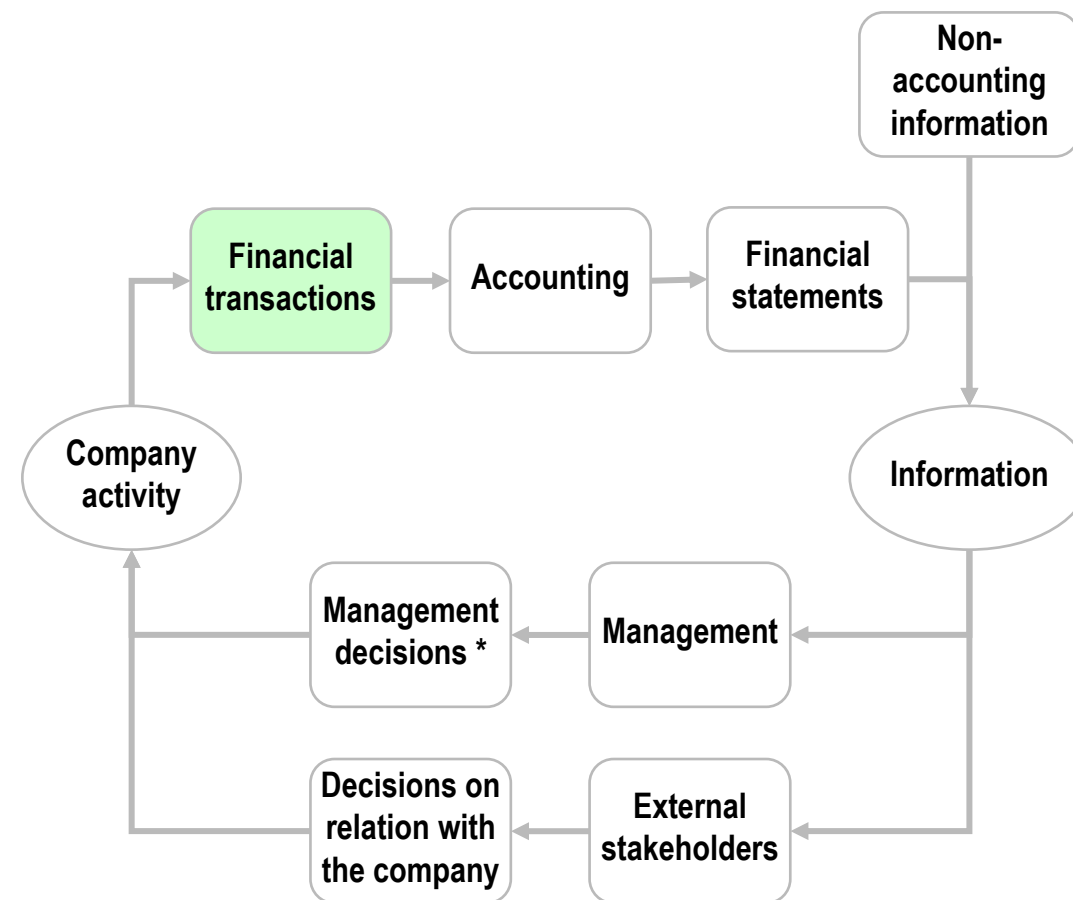 Non-
accounting
information
Financial
transactions
Accounting
Financial
statements
Company
activity
Information
Management
decisions *
Management
Decisions on
relation with
the company
External
stakeholders